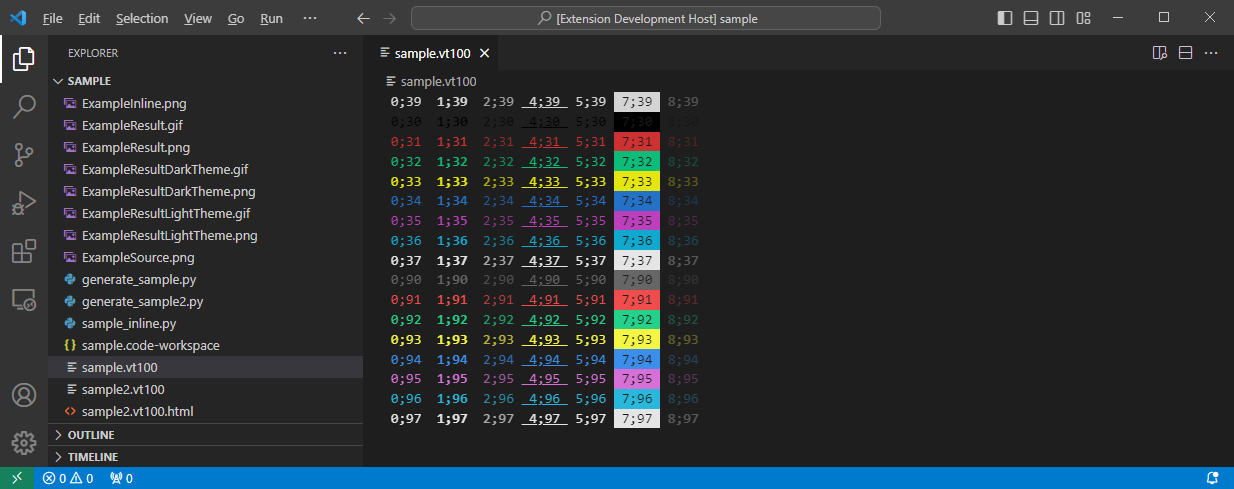 File Edit Selection View Go Run ··· [Extension Development Host] sample
EXPLORER ···
SAMPLE
ExampleInline.png
ExampleResult.gif
ExampleResult.png
ExampleResultDarkTheme.gif
ExampleResultDarkTheme.png
ExampleResultLightTheme.gif
ExampleResultLightTheme.png
ExampleSource.png
generate_sample.py
generate_sample2.py
sample_inline.py
{} sample.code-workspace
sample.vt100
sample2.vt100
<> sample2.vt100.html
OUTLINE
TIMELINE
sample.vt100
sample.vt100
0;39 1;39 2;39 4;39 5;39 7;39 8;39
0;30 1;30 2;30 4;30 5;30 7;30 8;30
0;31 1;31 2;31 4;31 5;31 7;31 8;31
0;32 1;32 2;32 4;32 5;32 7;32 8;32
0;33 1;33 2;33 4;33 5;33 7;33 8;33
0;34 1;34 2;34 4;34 5;34 7;34 8;34
0;35 1;35 2;35 4;35 5;35 7;35 8;35
0;36 1;36 2;36 4;36 5;36 7;36 8;36
0;37 1;37 2;37 4;37 5;37 7;37 8;37
0;90 1;90 2;90 4;90 5;90 7;90 8;90
0;91 1;91 2;91 4;91 5;91 7;91 8;91
0;92 1;92 2;92 4;92 5;92 7;92 8;92
0;93 1;93 2;93 4;93 5;93 7;93 8;93
0;94 1;94 2;94 4;94 5;94 7;94 8;94
0;95 1;95 2;95 4;95 5;95 7;95 8;95
0;96 1;96 2;96 4;96 5;96 7;96 8;96
0;97 1;97 2;97 4;97 5;97 7;97 8;97
0 0 0